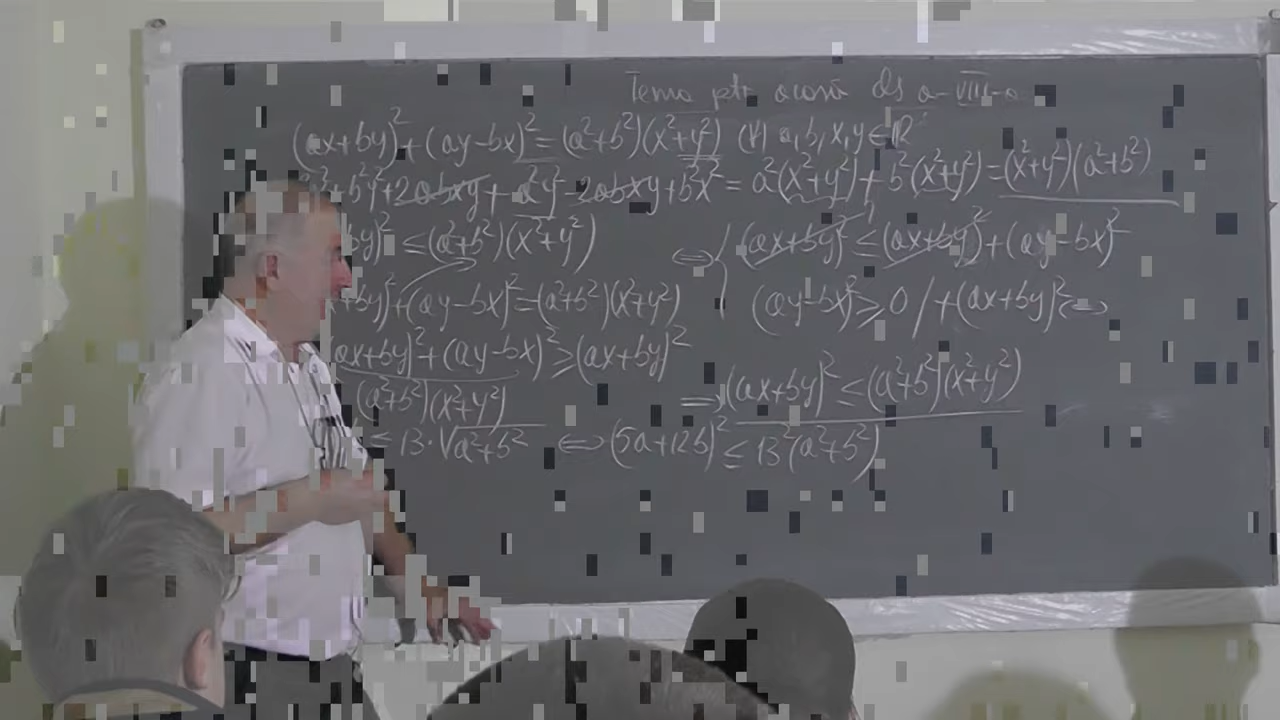 Temă ptr acasă cls a-VIII-a
(ax+by)²+(ay-bx)²=(a²+b²)(x²+y²) (∀) a,b,x,y∈ℝ
+b²y²+2abxy+a²y²-2abxy+b²x²=a²(x²+y²)+b²(x²+y²)=(x²+y²)(a²+b²)
by)²≤(a²+b²)(x²+y²) ⇔ (ax+by)²≤(ax+by)²+(ay-bx)²
+by)²+(ay-bx)²=(a²+b²)(x²+y²) (ay-bx)²≥0 /+(ax+by)²⇔
ax+by)²+(ay-bx)²≥(ax+by)²
(a²+b²)(x²+y²) ⇒(ax+by)²≤(a²+b²)(x²+y²)
≤13·√a²+b² ⇔(5a+12b)²≤13²(a²+b²)